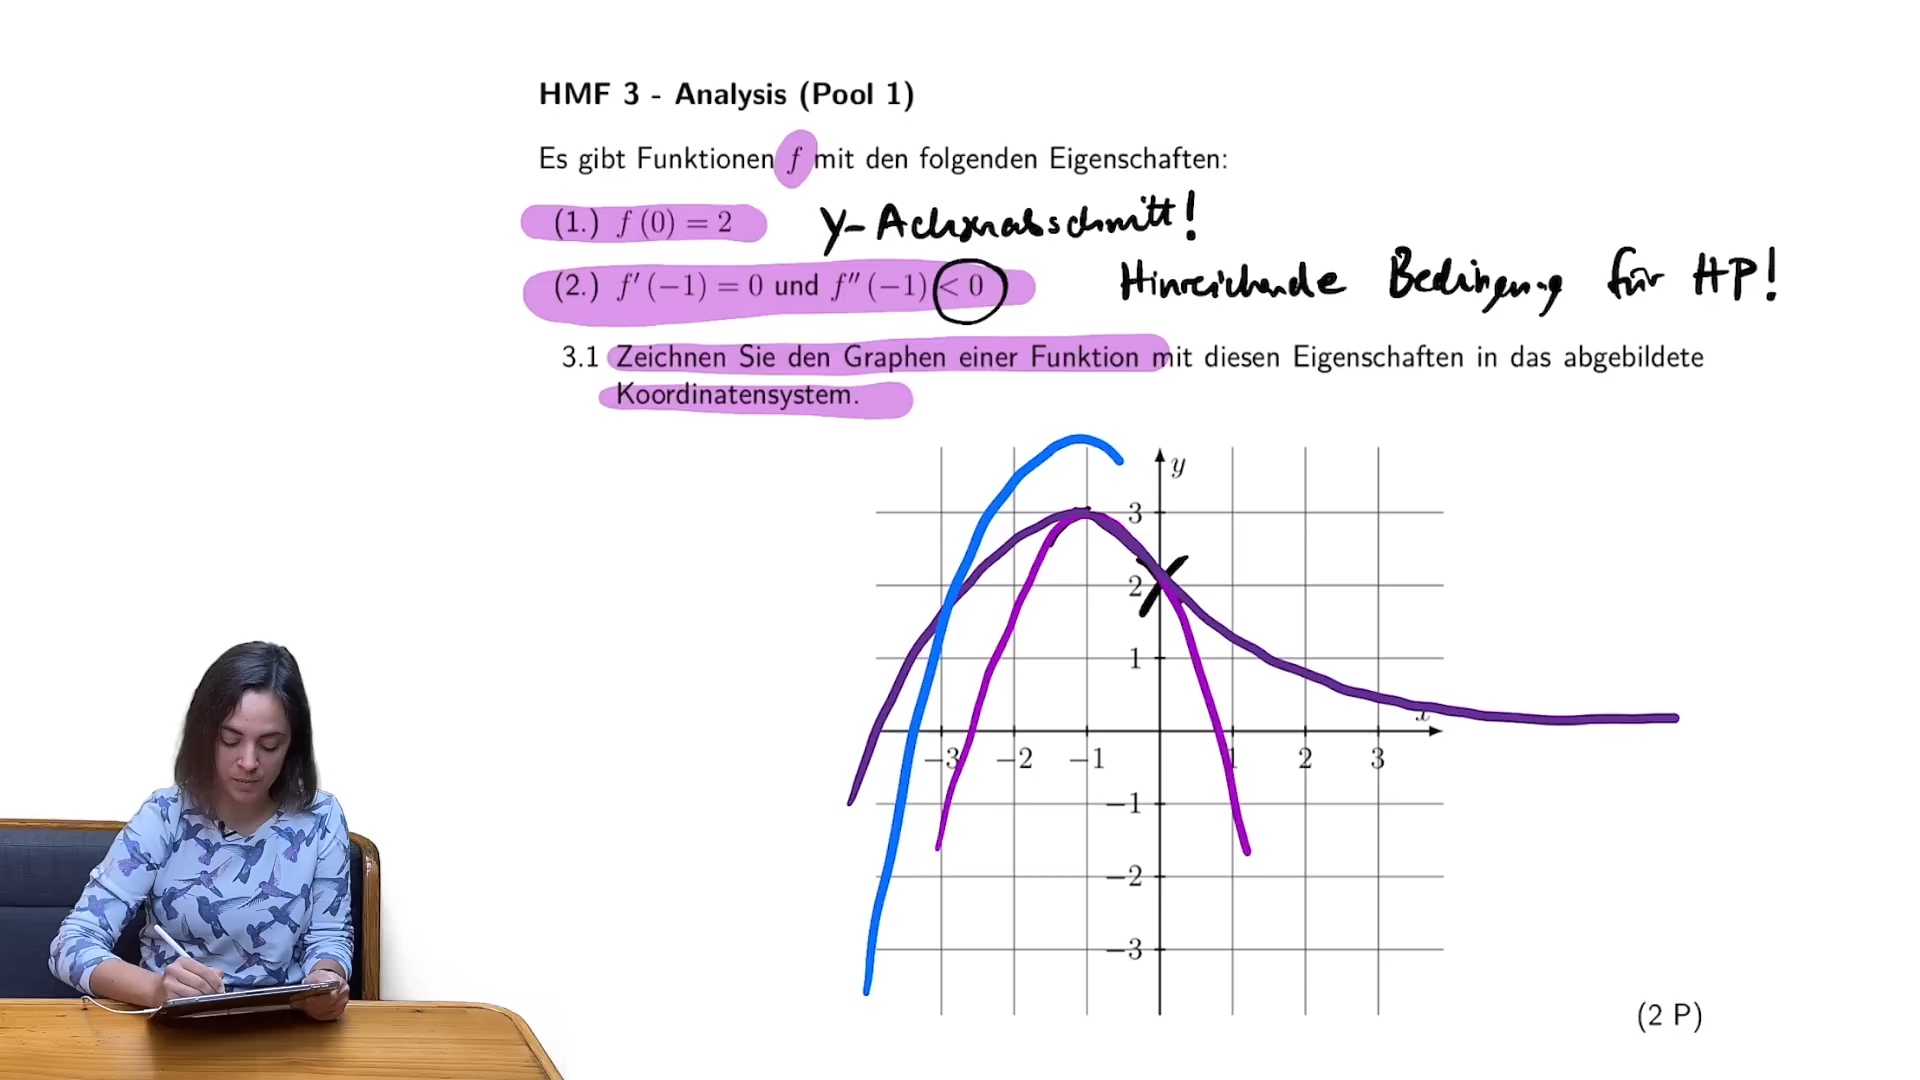 HMF 3 - Analysis (Pool 1)
Es gibt Funktionen f mit den folgenden Eigenschaften:
(1.) f (0) = 2 y-Achsenabschnitt!
(2.) f′ (−1) = 0 und f″ (−1) < 0 Hinreichende Bedingung für HP!
3.1 Zeichnen Sie den Graphen einer Funktion mit diesen Eigenschaften in das abgebildete
Koordinatensystem.
y
3
2
1
x
−3 −2 −1 1 2 3
−1
−2
−3
(2 P)